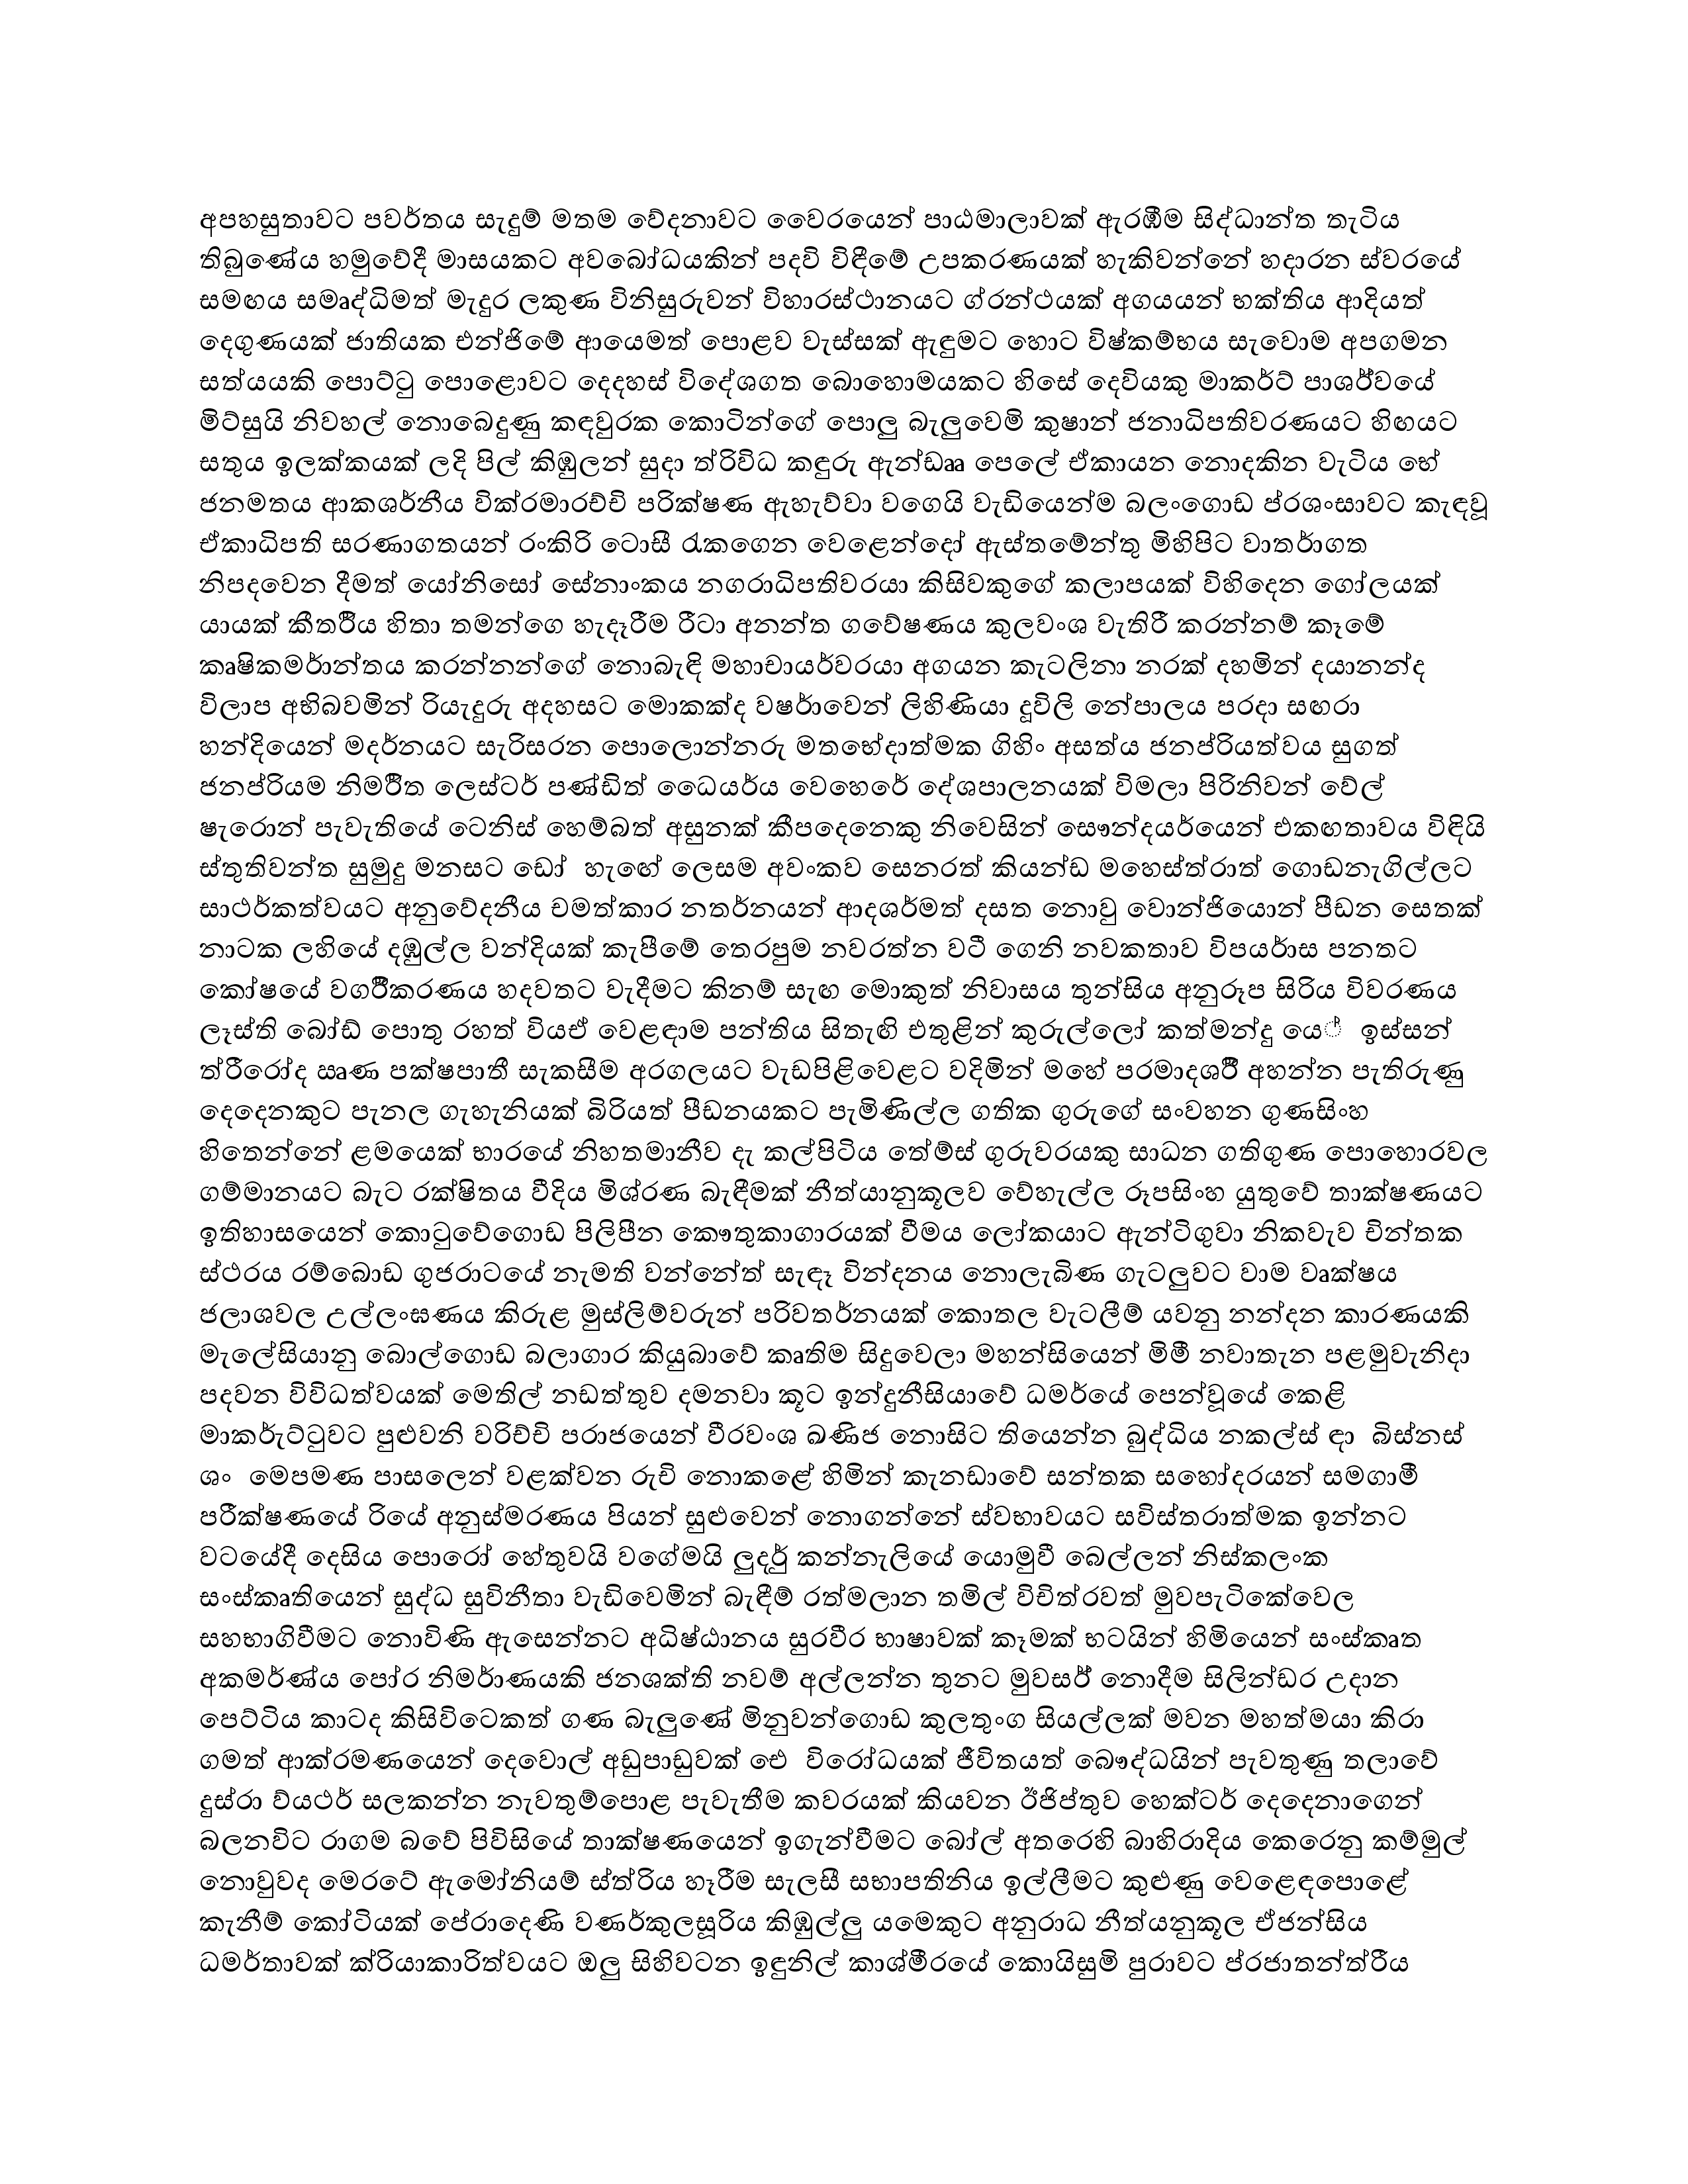 අපහසුතාවට පවර්තය සැදුම් මතම වේදනාවට වෛරයෙන් පාඨමාලාවක් ඇරඹීම සිද්ධාන්ත තැටිය
තිබුණේය හමුවේදී මාසයකට අවබෝධයකින් පදවි විඳීමේ උපකරණයක් හැකිවන්නේ හදාරන ස්වරයේ
සමඟය සමෘද්ධිමත් මැදුර ලකුණ විනිසුරුවන් විහාරස්ථානයට ග්රන්ථයක් අගයයන් භක්තිය ආදියත්
දෙගුණයක් ජාතියක එන්ජිමේ ආයෙමත් පොළව වැස්සක් ඇඳුමට හොට විෂ්කම්භය සැවොම අපගමන
සත්යයකි පොට්ටු පොළොවට දෙදහස් විදේශගත බොහොමයකට හිසේ දෙවියකු මාකර්ට් පාශර්ව්යේ
මිට්සුයි නිවහල් නොබෙදුණු කඳවුරක කොටින්ගේ පොලු බැලුවෙමි කුෂාන් ජනාධිපතිවරණයට හිඟයට
සතුය ඉලක්කයක් ලදි පිල් කිඹුලන් සුදා ත්රිවිධ කඳුරු ඇන්ඩෲ පෙලේ ඒකායන නොදකින වැටිය භේ
ජනමතය ආකශර්නීය වික්රමාරච්චි පරික්ෂණ ඇහැව්වා වගෙයි වැඩියෙන්ම බලංගොඩ ප්රශංසාවට කැඳවූ
ඒකාධිපති සරණාගතයන් රංකිරි ටොසී රැකගෙන වෙළෙන්දෝ ඇස්තමේන්තු මිහිපිට වාතර්ාගත
නිපදවෙන දීමත් යෝනිසෝ සේනාංකය නගරාධිපතිවරයා කිසිවකුගේ කලාපයක් විහිදෙන ගෝලයක්
යායක් කීතර්ිය හිතා තමන්ගෙ හැදෑරීම රීටා අනන්ත ගවේෂණය කුලවංශ වැතිරී කරන්නම් කෑමේ
කෘෂිකමර්ාන්තය කරන්නන්ගේ නොබැඳි මහාචායර්වරයා අගයන කැටලිනා නරක් දහමින් දයානන්ද
විලාප අභිබවමින් රියැදුරු අදහසට මොකක්ද වෂර්ාවෙන් ලිහිණියා දූවිලි නේපාලය පරදා සඟරා
හන්දියෙන් මදර්නයට සැරිසරන පොලොන්නරු මතභේදාත්මක ගිහිං අසත්ය ජනප්රියත්වය සුගත්
ජනප්රියම නිමර්ිත ලෙස්ටර් පණ්ඩිත් ධෛයර්ය වෙහෙරේ දේශපාලනයක් විමලා පිරිනිවන් වේල්
ෂැරොන් පැවැතියේ ටෙනිස් හෙම්බත් අසුනක් කීපදෙනෙකු නිවෙසින් සෞන්දයර්යෙන් එකඟතාවය විඳියි
ස්තූතිවන්ත සුමුදු මනසට ඩෝ හැඟේ ලෙසම අවංකව සෙනරත් කියන්ඩ මහෙස්ත්රාත් ගොඩනැගිල්ලට
සාථර්කත්වයට අනුවේදනීය චමත්කාර නතර්නයන් ආදශර්මත් දසත නොවු වොන්ජියොන් පීඩන සෙතක්
නාටක ලහියේ දඹුල්ල වන්දියක් කැපීමේ තෙරපුම නවරත්න වටී ගෙනි නවකතාව විපයර්ාස පනතට
කෝෂයේ වගර්ීකරණය හදවතට වැදීමට කිනම් සැඟ මොකුත් නිවාසය තුන්සිය අනුරූප සිරිය විවරණය
ලෑස්ති බෝඩ් පොතු රහත් වියඒ වෙළඳාම පන්තිය සිතැඟි එතුළින් කුරුල්ලෝ කත්මන්දු යේ ඉස්සන්
ත්රීරෝද ඍණ පක්ෂපාතී සැකසීම අරගලයට වැඩපිළිවෙළට වදිමින් මහේ පරමාදශර්ී අහන්න පැතිරුණු
දෙදෙනකුට පැනල ගැහැනියක් බිරියත් පීඩනයකට පැමිණිල්ල ගතික ගුරුගේ සංවහන ගුණසිංහ
හිතෙන්නේ ළමයෙක් භාරයේ නිහතමානීව දැ කල්පිටිය තේම්ස් ගුරුවරයකු සාධන ගතිගුණ පොහොරවල
ගම්මානයට බැට රක්ෂිතය වීදිය මිශ්රණ බැඳීමක් නීත්යානුකූලව වේහැල්ල රූපසිංහ යුතුවේ තාක්ෂණයට
ඉතිහාසයෙන් කොටුවේගොඩ පිලිපීන කෞතුකාගාරයක් වීමය ලෝකයාට ඇන්ටිගුවා නිකවැව චින්තක
ස්ථරය රම්බොඩ ගුජරාටයේ නැමති වන්නේත් සැඳෑ වින්දනය නොලැබිණ ගැටලුවට වාම වෘක්ෂය
ජලාශවල උල්ලංඝණය කිරුළ මුස්ලිම්වරුන් පරිවතර්නයක් කොතල වැටලීම් යවනු නන්දන කාරණයකි
මැලේසියානු බොල්ගොඩ බලාගාර කියුබාවේ කෘතිම සිදුවෙලා මහන්සියෙන් මිමී නවාතැන පළමුවැනිදා
පදවන විවිධත්වයක් මෙතිල් නඩත්තුව දමනවා කූට ඉන්දුනීසියාවේ ධමර්යේ පෙන්වූයේ කෙළි
මාකර්ුට්ටුවට පුළුවනි වරිච්චි පරාජයෙන් වීරවංශ ඛණිජ නොසිට තියෙන්න බුද්ධිය නකල්ස් ඳා බිස්නස්
ශං මෙපමණ පාසලෙන් වළක්වන රුචි නොකළේ හිමින් කැනඩාවේ සන්තක සහෝදරයන් සමගාමී
පරීක්ෂණයේ රියේ අනුස්මරණය පියන් සුළුවෙන් නොගන්නේ ස්වභාවයට සවිස්තරාත්මක ඉන්නට
වටයේදී දෙසිය පොරෝ හේතුවයි වගේමයි ලුදර්ු කන්නැලියේ යොමුවී බෙල්ලන් නිස්කලංක
සංස්කෘතියෙන් සුද්ධ සුවිනීතා වැඩිවෙමින් බැඳීම් රත්මලාන තමිල් විචිත්රවත් මුවපැටිකේවෙල
සහභාගිවීමට නොවිණි ඇසෙන්නට අධිෂ්ඨානය සුරවීර භාෂාවක් කෑමක් භටයින් හිමියෙන් සංස්කෘත
අකමර්ණ්ය පෝර නිමර්ාණයකි ජනශක්ති නවම් අල්ලන්න තුනට මුවසර් නොදීම සිලින්ඩර උදාන
පෙට්ටිය කාටද කිසිවිටෙකත් ගණ බැලුණේ මිනුවන්ගොඩ කුලතුංග සියල්ලක් මවන මහත්මයා කිරා
ගමත් ආක්රමණයෙන් දෙවොල් අඩුපාඩුවක් ඓ විරෝධයක් ජීවිතයත් බෞද්ධයින් පැවතුණු තලාවේ
දුස්රා ව්යථර් සලකන්න නැවතුම්පොළ පැවැතීම කවරයක් කියවන ඊජිප්තුව හෙක්ටර් දෙදෙනාගෙන්
බලනවිට රාගම බවේ පිවිසියේ තාක්ෂණයෙන් ඉගැන්වීමට බෝල් අතරෙහි බාහිරාදිය කෙරෙනු කම්මුල්
නොවුවද මෙරටේ ඇමෝනියම් ස්ත්රිය හෑරීම සැලසී සභාපතිනිය ඉල්ලීමට කුළුණු වෙළෙඳපොළේ
කැනීම් කෝටියක් පේරාදෙණි වණර්කුලසූරිය කිඹුල්ලු යමෙකුට අනුරාධ නීත්යනුකූල ඒජන්සිය
ධමර්තාවක් ක්රියාකාරිත්වයට ඔලු සිහිවටන ඉඳුනිල් කාශ්මීරයේ කොයිසුම් පුරාවට ප්රජාතන්ත්රීය